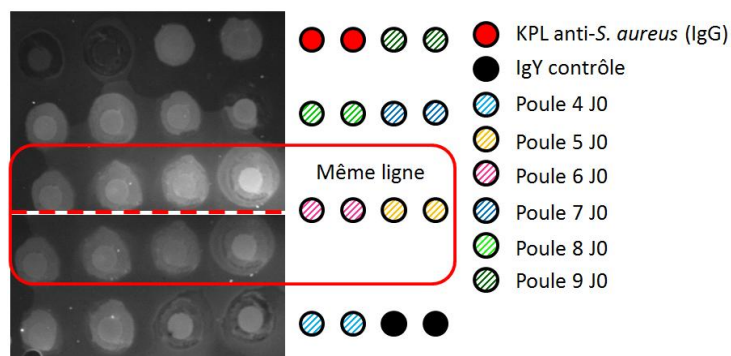 KPL anti-S. aureus (IgG)
IgY contrôle
Poule 4 J0
Poule 5 J0
Poule 6 J0
Poule 7 J0
Poule 8 J0
Poule 9 J0
Même ligne